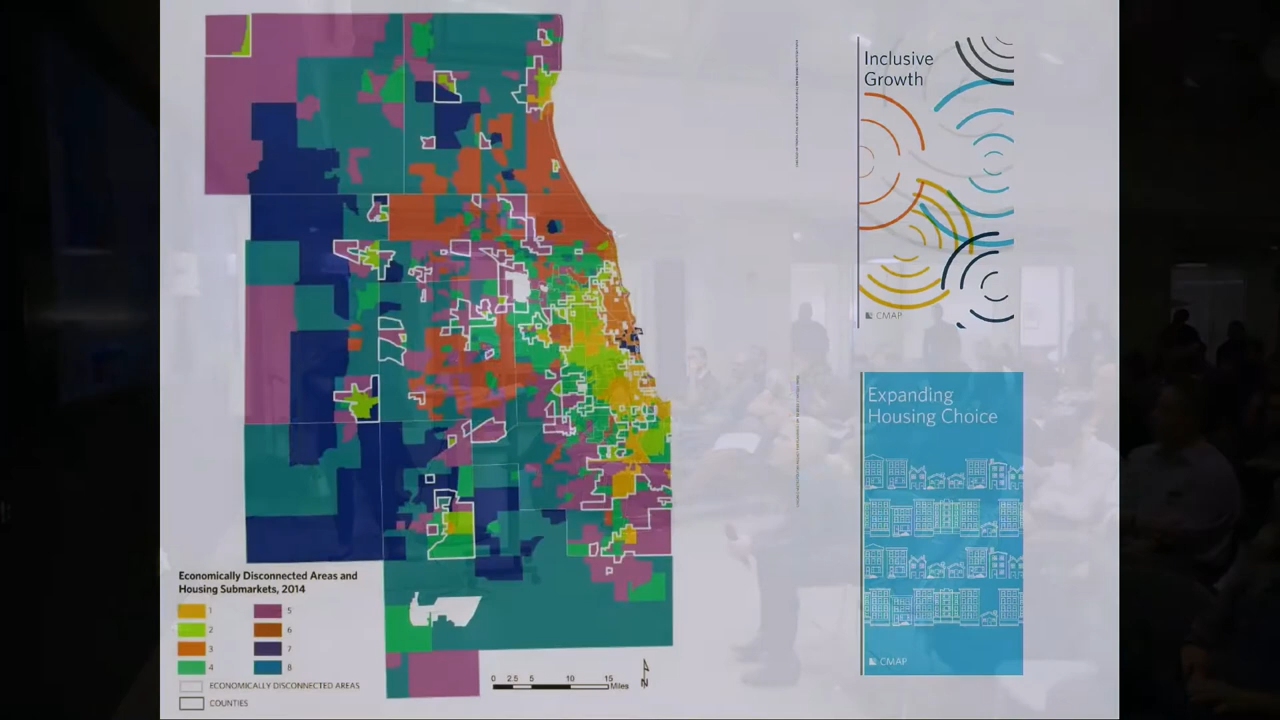 Inclusive
Growth
CMAP
Expanding
Housing Choice
CMAP
Economically Disconnected Areas and
Housing Submarkets, 2014
1
2
3
4
5
6
7
8
ECONOMICALLY DISCONNECTED AREAS
COUNTIES
0 2.5 5 10 15
Miles
N